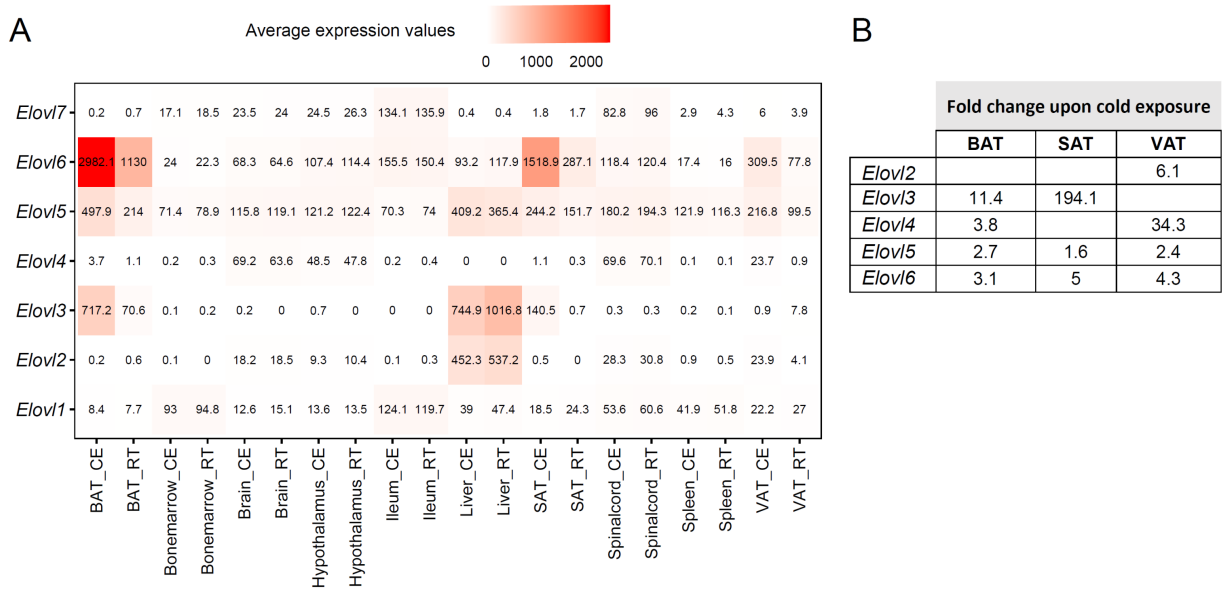 A
Average expression values
0 1000 2000
Elovl7 0.2 0.7 17.1 18.5 23.5 24 24.5 26.3 134.1 135.9 0.4 0.4 1.8 1.7 82.8 96 2.9 4.3 6 3.9
Elovl6 2982.1 1130 24 22.3 68.3 64.6 107.4 114.4 155.5 150.4 93.2 117.9 1518.9 287.1 118.4 120.4 17.4 16 309.5 77.8
Elovl5 497.9 214 71.4 78.9 115.8 119.1 121.2 122.4 70.3 74 409.2 365.4 244.2 151.7 180.2 194.3 121.9 116.3 216.8 99.5
Elovl4 3.7 1.1 0.2 0.3 69.2 63.6 48.5 47.8 0.2 0.4 0 0 1.1 0.3 69.6 70.1 0.1 0.1 23.7 0.9
Elovl3 717.2 70.6 0.1 0.2 0.2 0 0.7 0 0 0 744.9 1016.8 140.5 0.7 0.3 0.3 0.2 0.1 0.9 7.8
Elovl2 0.2 0.6 0.1 0 18.2 18.5 9.3 10.4 0.1 0.3 452.3 537.2 0.5 0 28.3 30.8 0.9 0.5 23.9 4.1
Elovl1 8.4 7.7 93 94.8 12.6 15.1 13.6 13.5 124.1 119.7 39 47.4 18.5 24.3 53.6 60.6 41.9 51.8 22.2 27
BAT_CE
BAT_RT
Bonemarrow_CE
Bonemarrow_RT
Brain_CE
Brain_RT
Hypothalamus_CE
Hypothalamus_RT
Ileum_CE
Ileum_RT
Liver_CE
Liver_RT
SAT_CE
SAT_RT
Spinalcord_CE
Spinalcord_RT
Spleen_CE
Spleen_RT
VAT_CE
VAT_RT
B
Fold change upon cold exposure
BAT SAT VAT
Elovl2 6.1
Elovl3 11.4 194.1
Elovl4 3.8 34.3
Elovl5 2.7 1.6 2.4
Elovl6 3.1 5 4.3